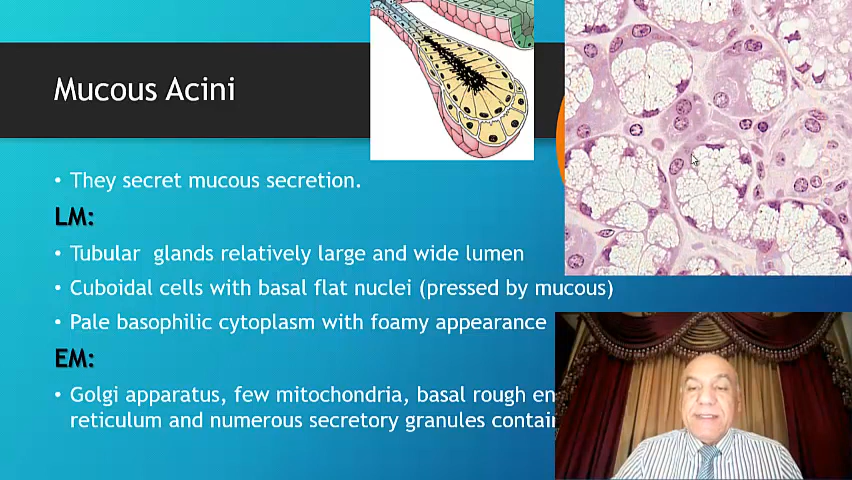 Mucous Acini
• They secret mucous secretion.
LM:
• Tubular  glands relatively large and wide lumen
• Cuboidal cells with basal flat nuclei (pressed by mucous)
• Pale basophilic cytoplasm with foamy appearance
EM:
• Golgi apparatus, few mitochondria, basal rough
reticulum and numerous secretory granules